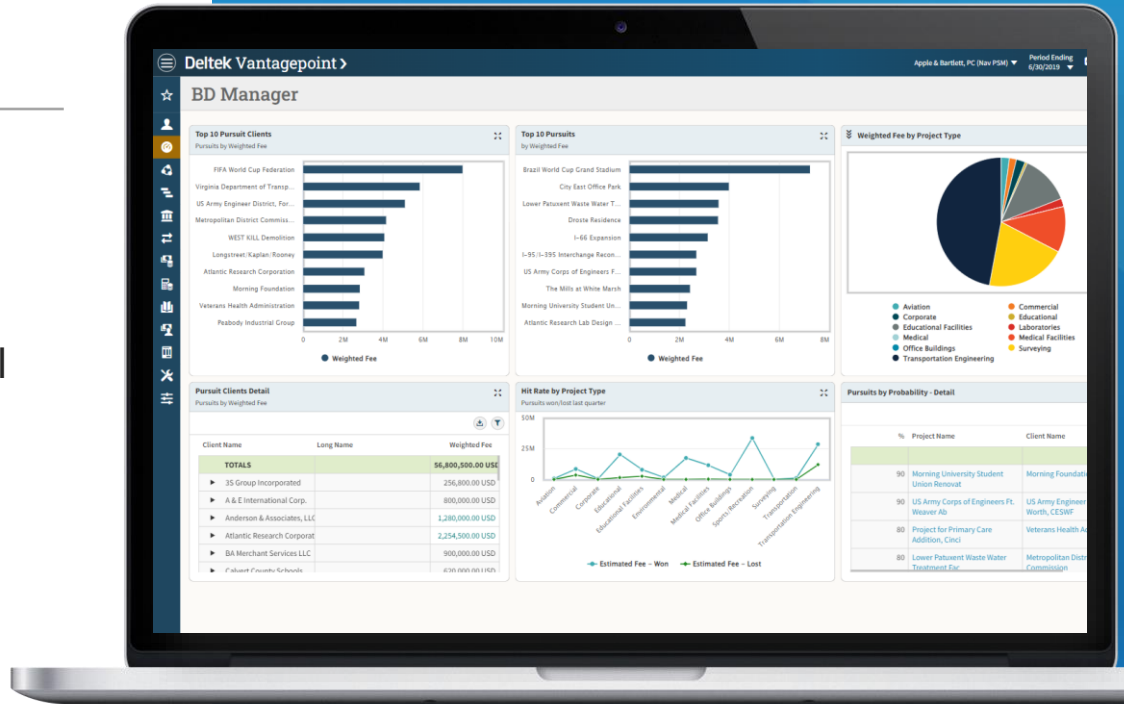 Deltek Vantagepoint >
Apple & Bartlett, PC (Nav PSM)
Period Ending
6/30/2019
BD Manager
Top 10 Pursuit Clients
Pursuits by Weighted Fee
FIFA World Cup Federation
Virginia Department of Transp...
US Army Engineer District, For...
Metropolitan District Commiss...
WEST KILL Demolition
Longstreet/Kaplan/Rooney
Atlantic Research Corporation
Morning Foundation
Veterans Health Administration
Peabody Industrial Group
0 2M 4M 6M 8M 10M
Weighted Fee
Top 10 Pursuits
by Weighted Fee
Brazil World Cup Grand Stadium
City East Office Park
Lower Patuxent Waste Water T...
Droste Residence
I-66 Expansion
I-95/I-395 Interchange Recon...
US Army Corps of Engineers F...
The Mills at White Marsh
Morning University Student Un...
Atlantic Research Lab Design ...
0 2M 4M 6M 8M
Weighted Fee
Weighted Fee by Project Type
Aviation
Commercial
Corporate
Educational
Educational Facilities
Laboratories
Medical
Medical Facilities
Office Buildings
Surveying
Transportation Engineering
Pursuit Clients Detail
Pursuits by Weighted Fee
Client Name Long Name Weighted Fee
TOTALS 56,800,500.00 USD
35 Group Incorporated 256,800.00 USD
A & E International Corp. 800,000.00 USD
Anderson & Associates, LLC 1,280,000.00 USD
Atlantic Research Corporat 2,254,500.00 USD
BA Merchant Services LLC 900,000.00 USD
Calvert County Schools 620,000.00 USD
Hit Rate by Project Type
Pursuits won/lost last quarter
50M
25M
0
Aviation
Commercial
Corporate
Educational
Educational Facilities
Environmental
Medical
Medical Facilities
Office Buildings
Sports/Recreation
Surveying
Transportation
Transportation Engineering
Estimated Fee - Won Estimated Fee - Lost
Pursuits by Probability - Detail
% Project Name Client Name
90 Morning University Student Morning Foundati
Union Renovat
90 US Army Corps of Engineers Ft. US Army Engineer
Weaver Ab Worth, CESWF
80 Project for Primary Care Veterans Health Ad
Addition, Cinci
80 Lower Patuxent Waste Water Metropolitan Distr
Treatment Fac Commission